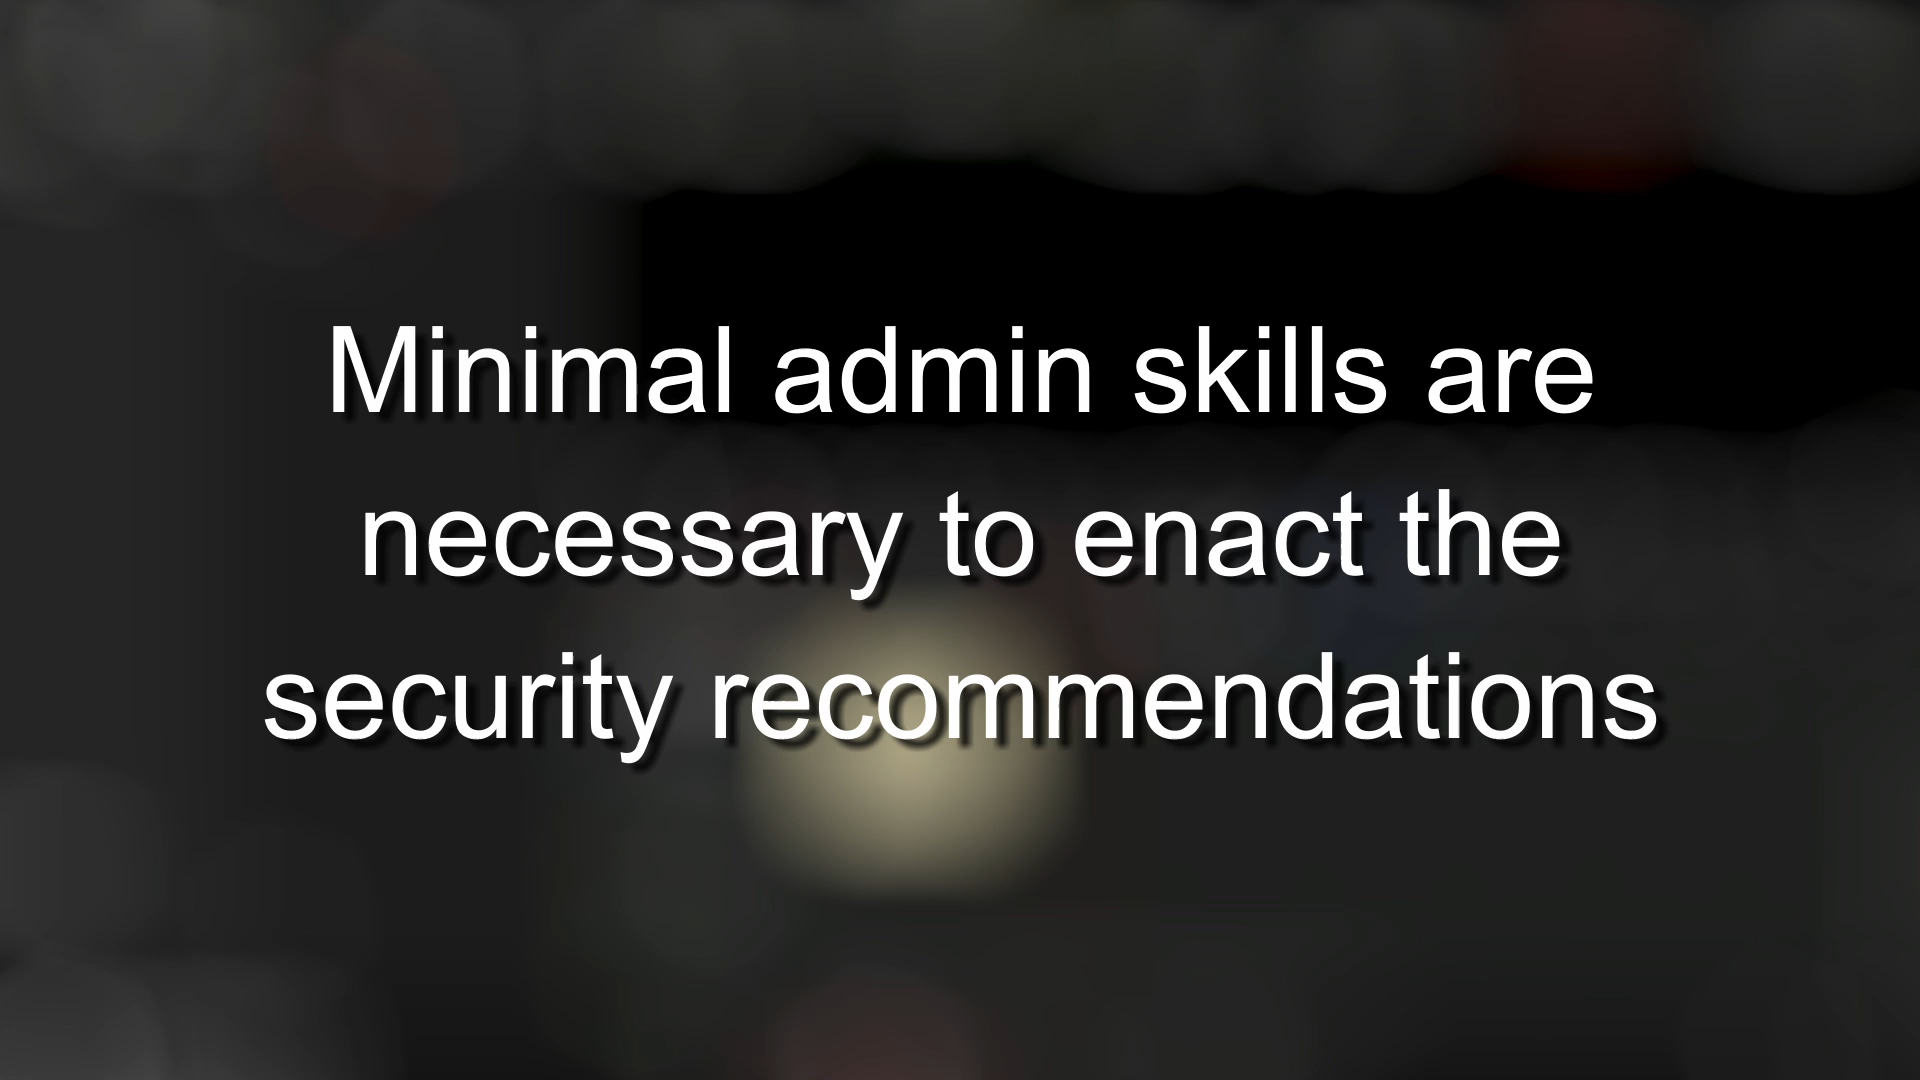 Minimal admin skills are
necessary to enact the
security recommendations